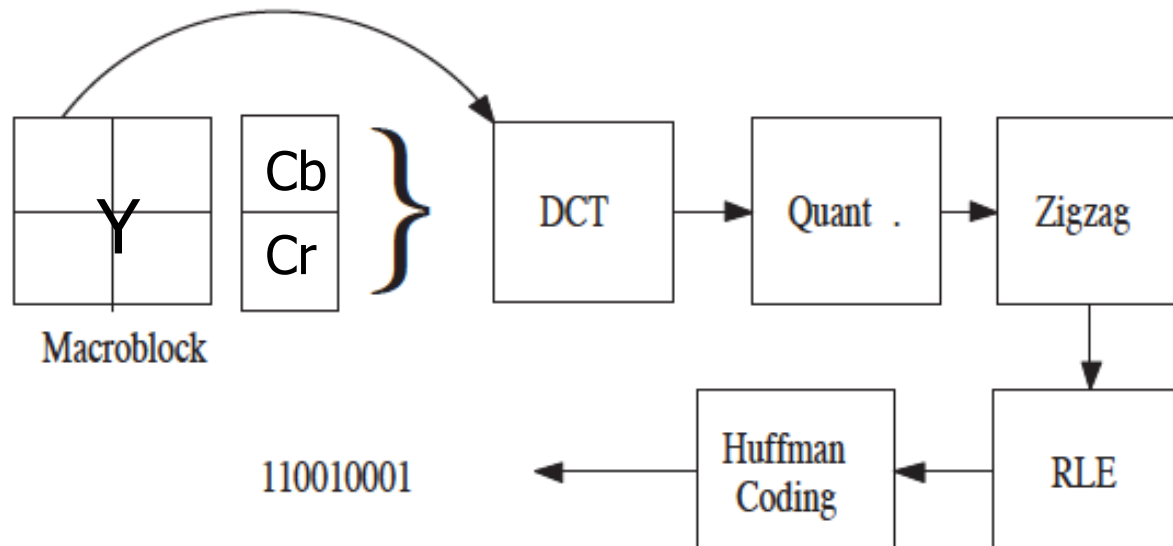 Y
Cb
Cr
Macroblock
DCT
Quant .
Zigzag
RLE
Huffman
Coding
110010001